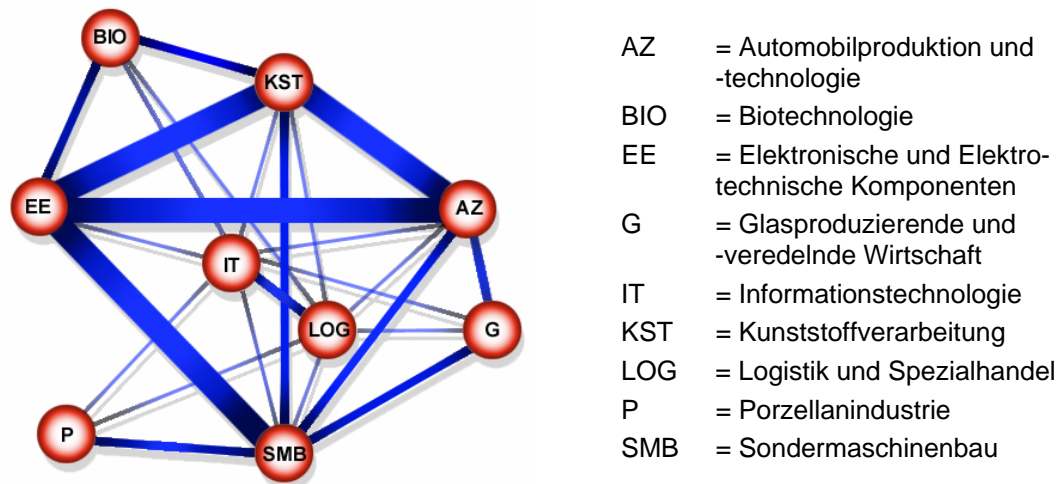 BIO
KST
EE
AZ
IT
LOG
G
P
SMB
AZ = Automobilproduktion und
-technologie
BIO = Biotechnologie
EE = Elektronische und Elektro-
technische Komponenten
G = Glasproduzierende und
-veredelnde Wirtschaft
IT = Informationstechnologie
KST = Kunststoffverarbeitung
LOG = Logistik und Spezialhandel
P = Porzellanindustrie
SMB = Sondermaschinenbau